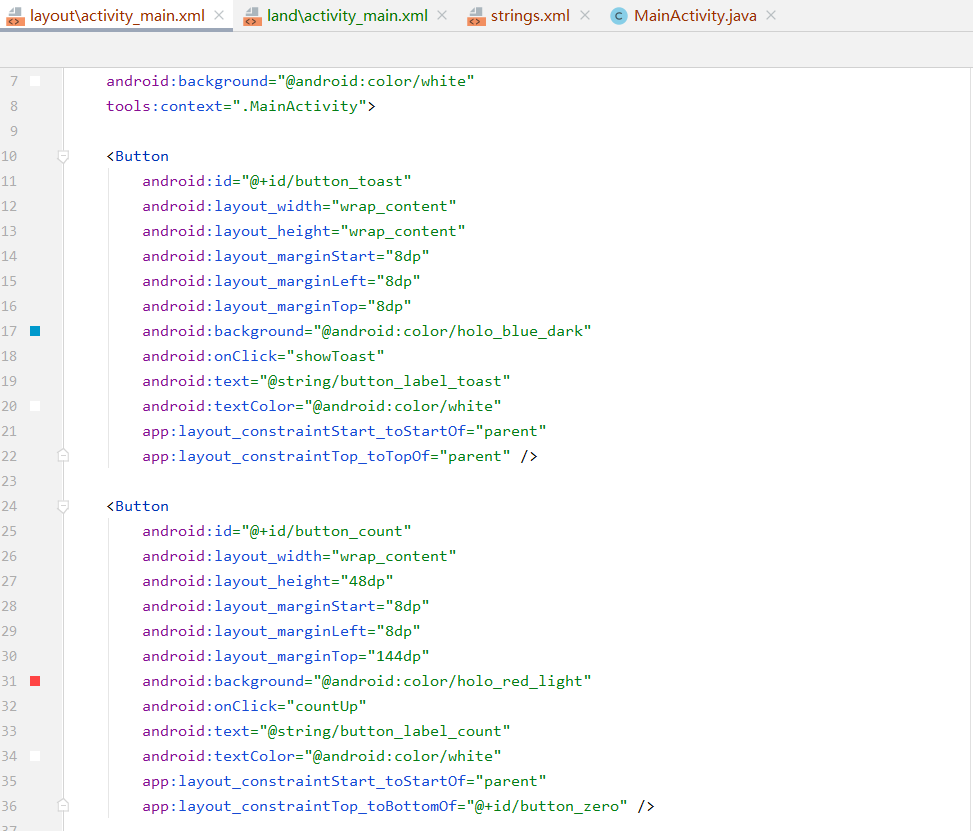 layout\activity_main.xml land\activity_main.xml strings.xml C MainActivity.java
7 android:background="@android:color/white"
8 tools:context=".MainActivity">
9
10 <Button
11 android:id="@+id/button_toast"
12 android:layout_width="wrap_content"
13 android:layout_height="wrap_content"
14 android:layout_marginStart="8dp"
15 android:layout_marginLeft="8dp"
16 android:layout_marginTop="8dp"
17 android:background="@android:color/holo_blue_dark"
18 android:onClick="showToast"
19 android:text="@string/button_label_toast"
20 android:textColor="@android:color/white"
21 app:layout_constraintStart_toStartOf="parent"
22 app:layout_constraintTop_toTopOf="parent" />
23
24 <Button
25 android:id="@+id/button_count"
26 android:layout_width="wrap_content"
27 android:layout_height="48dp"
28 android:layout_marginStart="8dp"
29 android:layout_marginLeft="8dp"
30 android:layout_marginTop="144dp"
31 android:background="@android:color/holo_red_light"
32 android:onClick="countUp"
33 android:text="@string/button_label_count"
34 android:textColor="@android:color/white"
35 app:layout_constraintStart_toStartOf="parent"
36 app:layout_constraintTop_toBottomOf="@+id/button_zero" />
37